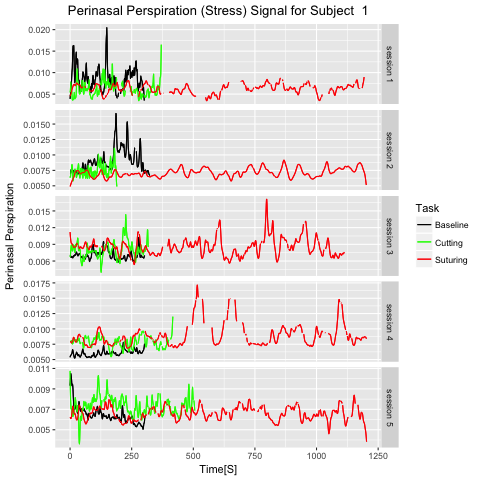 Perinasal Perspiration (Stress) Signal for Subject 1
0.020
0.015
0.010
0.005
session 1
0.0150
0.0125
0.0100
0.0075
0.0050
session 2
0.015
0.012
0.009
0.006
session 3
0.0175
0.0150
0.0125
0.0100
0.0075
0.0050
session 4
0.011
0.009
0.007
0.005
session 5
Perinasal Perspiration
0 250 500 750 1000 1250
Time[S]
Task
Baseline
Cutting
Suturing